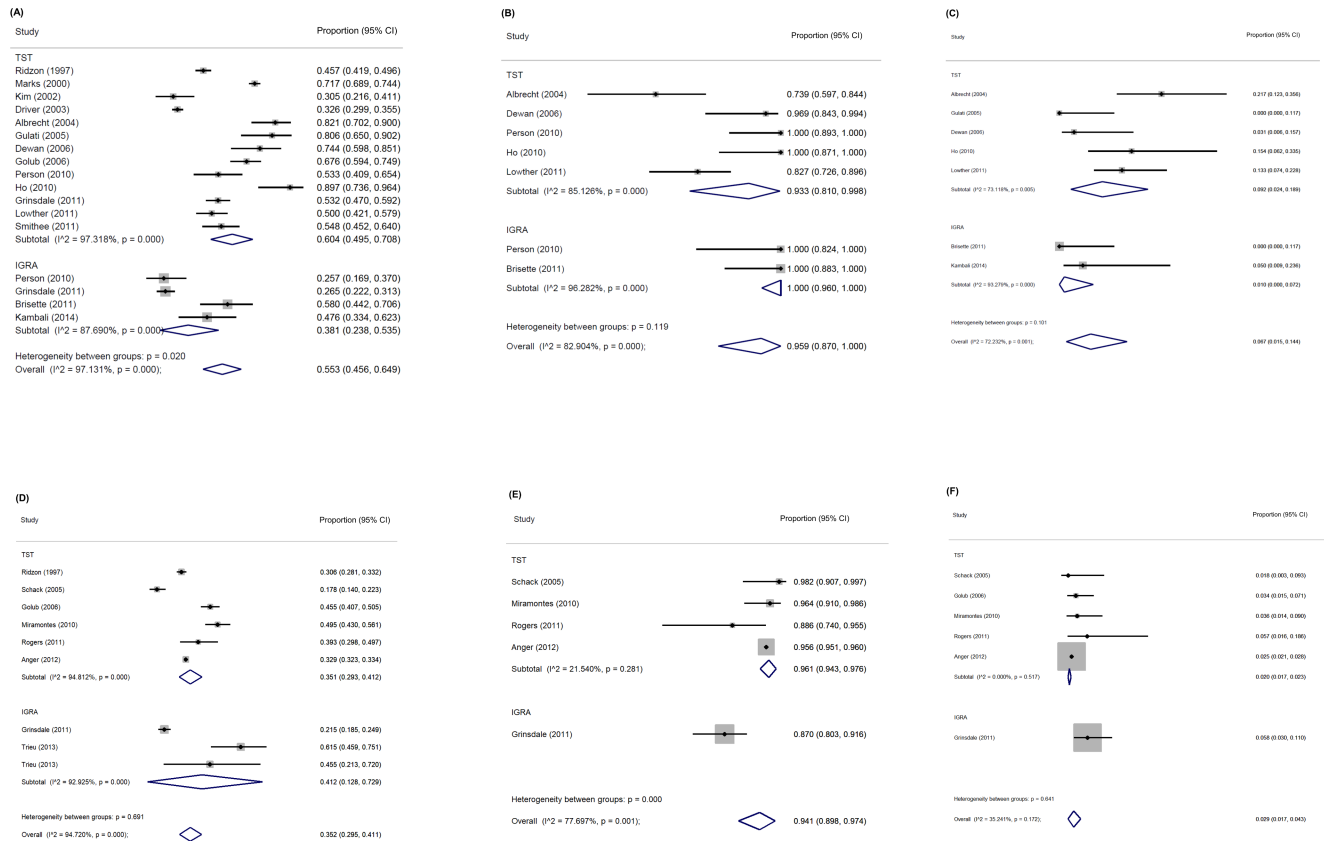 (A)
Study Proportion (95% CI)
TST
Ridzon (1997) 0.457 (0.419, 0.496)
Marks (2000) 0.717 (0.689, 0.744)
Kim (2002) 0.305 (0.216, 0.411)
Driver (2003) 0.326 (0.299, 0.355)
Albrecht (2004) 0.821 (0.702, 0.900)
Gulati (2005) 0.806 (0.650, 0.902)
Dewan (2006) 0.744 (0.598, 0.851)
Golub (2006) 0.676 (0.594, 0.749)
Person (2010) 0.533 (0.409, 0.654)
Ho (2010) 0.897 (0.736, 0.964)
Grinsdale (2011) 0.532 (0.470, 0.592)
Lowther (2011) 0.500 (0.421, 0.579)
Smithee (2011) 0.548 (0.452, 0.640)
Subtotal (I^2 = 97.318%, p = 0.000) 0.604 (0.495, 0.708)
IGRA
Person (2010) 0.257 (0.169, 0.370)
Grinsdale (2011) 0.265 (0.222, 0.313)
Brisette (2011) 0.580 (0.442, 0.706)
Kambali (2014) 0.476 (0.334, 0.623)
Subtotal (I^2 = 87.690%, p = 0.000) 0.381 (0.238, 0.535)
Heterogeneity between groups: p = 0.020
Overall (I^2 = 97.131%, p = 0.000); 0.553 (0.456, 0.649)
(B)
Study Proportion (95% CI)
TST
Albrecht (2004) 0.739 (0.597, 0.844)
Dewan (2006) 0.969 (0.843, 0.994)
Person (2010) 1.000 (0.893, 1.000)
Ho (2010) 1.000 (0.871, 1.000)
Lowther (2011) 0.827 (0.726, 0.896)
Subtotal (I^2 = 85.126%, p = 0.000) 0.933 (0.810, 0.998)
IGRA
Person (2010) 1.000 (0.824, 1.000)
Brisette (2011) 1.000 (0.883, 1.000)
Subtotal (I^2 = 96.282%, p = 0.000) 1.000 (0.960, 1.000)
Heterogeneity between groups: p = 0.119
Overall (I^2 = 82.904%, p = 0.000); 0.959 (0.870, 1.000)
(C)
Study Proportion (95% CI)
TST
Albrecht (2004) 0.217 (0.123, 0.356)
Gulati (2005) 0.000 (0.000, 0.117)
Dewan (2006) 0.031 (0.006, 0.157)
Ho (2010) 0.154 (0.062, 0.335)
Lowther (2011) 0.133 (0.074, 0.228)
Subtotal (I^2 = 73.118%, p = 0.005) 0.092 (0.024, 0.189)
IGRA
Brisette (2011) 0.000 (0.000, 0.117)
Kambali (2014) 0.050 (0.009, 0.236)
Subtotal (I^2 = 93.279%, p = 0.000) 0.010 (0.000, 0.072)
Heterogeneity between groups: p = 0.101
Overall (I^2 = 72.232%, p = 0.001); 0.067 (0.015, 0.144)
(D)
Study Proportion (95% CI)
TST
Ridzon (1997) 0.306 (0.281, 0.332)
Schack (2005) 0.178 (0.140, 0.223)
Golub (2006) 0.455 (0.407, 0.505)
Miramontes (2010) 0.495 (0.430, 0.561)
Rogers (2011) 0.393 (0.298, 0.497)
Anger (2012) 0.329 (0.323, 0.334)
Subtotal (I^2 = 94.812%, p = 0.000) 0.351 (0.293, 0.412)
IGRA
Grinsdale (2011) 0.215 (0.185, 0.249)
Trieu (2013) 0.615 (0.459, 0.751)
Trieu (2013) 0.455 (0.213, 0.720)
Subtotal (I^2 = 92.925%, p = 0.000) 0.412 (0.128, 0.729)
Heterogeneity between groups: p = 0.691
Overall (I^2 = 94.720%, p = 0.000); 0.352 (0.295, 0.411)
(E)
Study Proportion (95% CI)
TST
Schack (2005) 0.982 (0.907, 0.997)
Miramontes (2010) 0.964 (0.910, 0.986)
Rogers (2011) 0.886 (0.740, 0.955)
Anger (2012) 0.956 (0.951, 0.960)
Subtotal (I^2 = 21.540%, p = 0.281) 0.961 (0.943, 0.976)
IGRA
Grinsdale (2011) 0.870 (0.803, 0.916)
Heterogeneity between groups: p = 0.000
Overall (I^2 = 77.697%, p = 0.001); 0.941 (0.898, 0.974)
(F)
Study Proportion (95% CI)
TST
Schack (2005) 0.018 (0.003, 0.093)
Golub (2006) 0.034 (0.015, 0.071)
Miramontes (2010) 0.036 (0.014, 0.090)
Rogers (2011) 0.057 (0.016, 0.186)
Anger (2012) 0.025 (0.021, 0.028)
Subtotal (I^2 = 0.000%, p = 0.517) 0.020 (0.017, 0.023)
IGRA
Grinsdale (2011) 0.058 (0.030, 0.110)
Heterogeneity between groups: p = 0.641
Overall (I^2 = 35.241%, p = 0.172); 0.029 (0.017, 0.043)